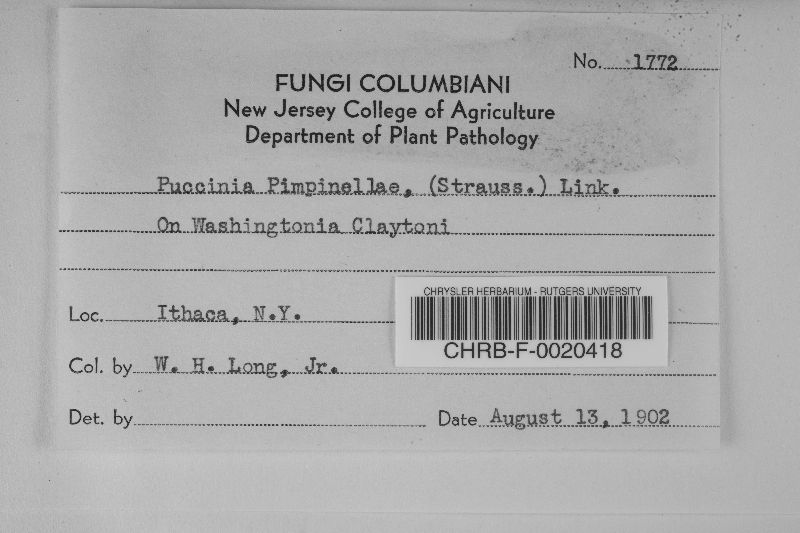 No. 1772
FUNGI COLUMBIANI
New Jersey College of Agriculture
Department of Plant Pathology
Puccinia Pimpinellae, (Strauss.) Link.
On Washingtonia Claytoni
CHRYSLER HERBARIUM - RUTGERS UNIVERSITY
CHRB-F-0020418
Loc. Ithaca, N.Y.
Col. by W. H. Long, Jr.
Det. by
Date August 13, 1902